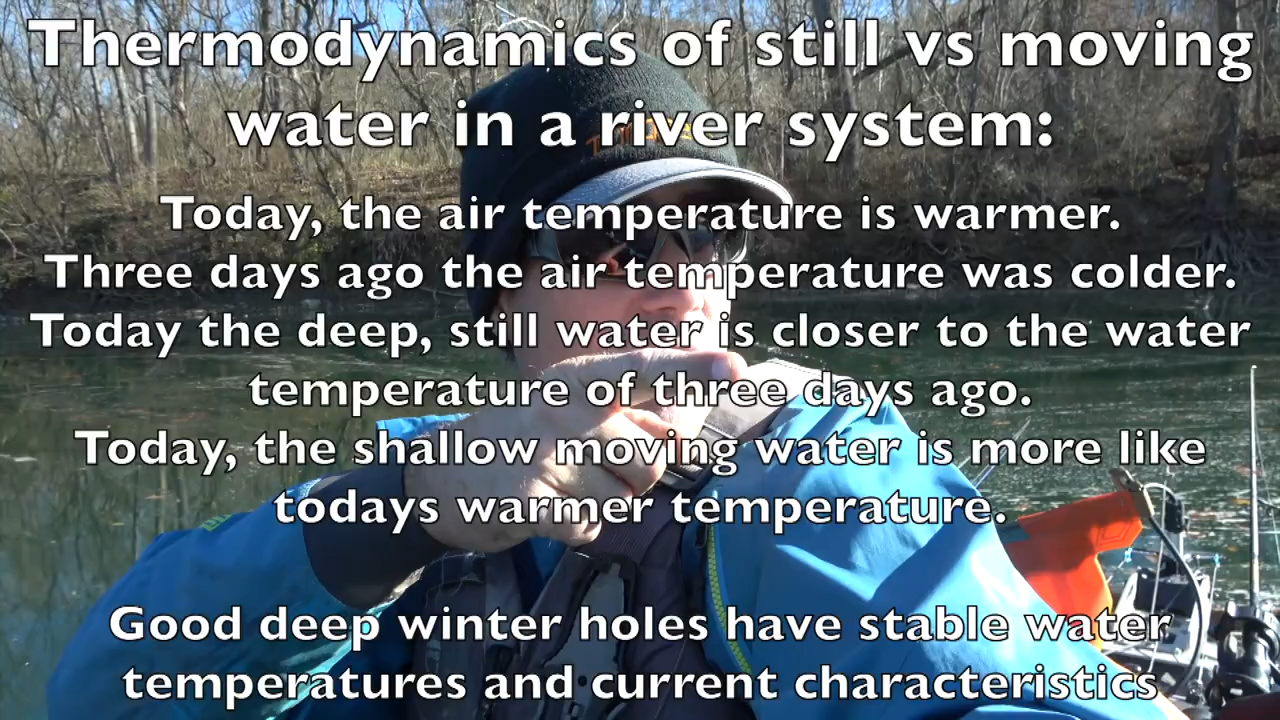 Thermodynamics of still vs moving
water in a river system:
Today, the air temperature is warmer.
Three days ago the air temperature was colder.
Today the deep, still water is closer to the water
temperature of three days ago.
Today, the shallow moving water is more like
todays warmer temperature.
Good deep winter holes have stable water
temperatures and current characteristics